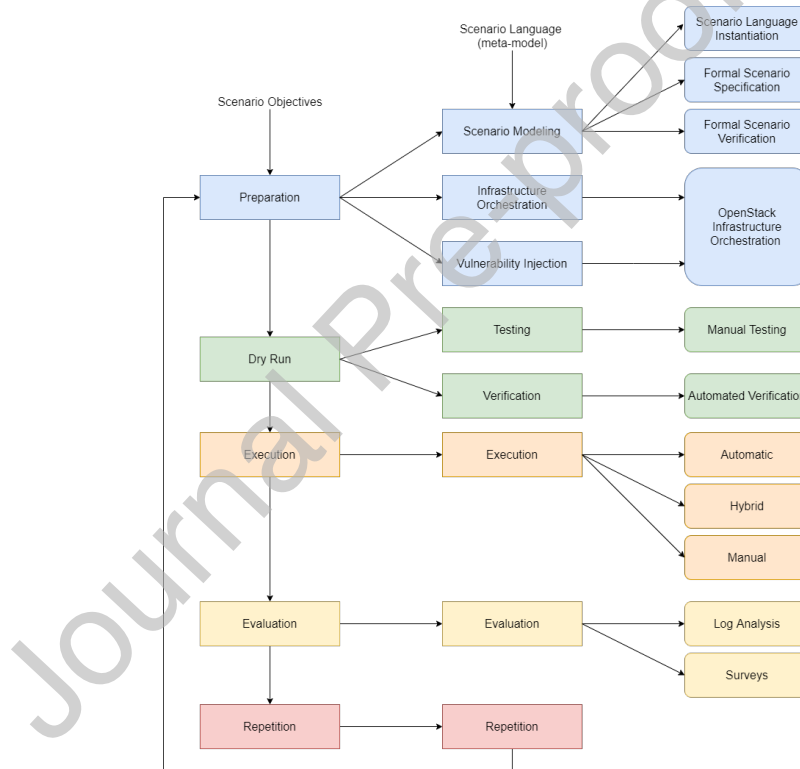 Scenario Language
(meta-model)
Scenario Language
Instantiation
Formal Scenario
Specification
Scenario Objectives
Scenario Modeling
Formal Scenario
Verification
Preparation
Infrastructure
Orchestration
OpenStack
Infrastructure
Orchestration
Vulnerability Injection
Testing
Manual Testing
Dry Run
Verification
Automated Verification
Execution
Execution
Automatic
Hybrid
Manual
Evaluation
Evaluation
Log Analysis
Surveys
Repetition
Repetition
Journal Pre-proof